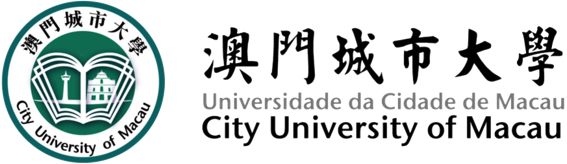 澳門城市大學
City University of Macau
澳門城市大學
Universidade da Cidade de Macau
City University of Macau